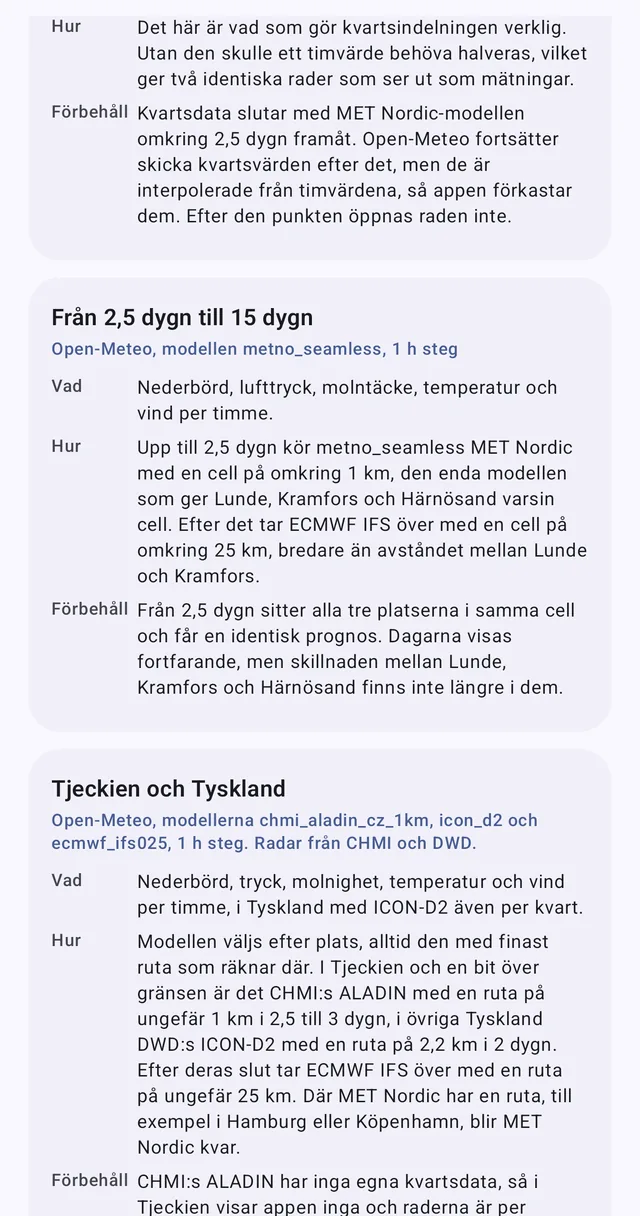 Hur
Det här är vad som gör kvartsindelningen verklig.
Utan den skulle ett timvärde behöva halveras, vilket
ger två identiska rader som ser ut som mätningar.
Förbehåll
Kvartsdata slutar med MET Nordic-modellen
omkring 2,5 dygn framåt. Open-Meteo fortsätter
skicka kvartsvärden efter det, men de är
interpolerade från timvärdena, så appen förkastar
dem. Efter den punkten öppnas raden inte.
Från 2,5 dygn till 15 dygn
Open-Meteo, modellen metno_seamless, 1 h steg
Vad
Nederbörd, lufttryck, molntäcke, temperatur och
vind per timme.
Hur
Upp till 2,5 dygn kör metno_seamless MET Nordic
med en cell på omkring 1 km, den enda modellen
som ger Lunde, Kramfors och Härnösand varsin
cell. Efter det tar ECMWF IFS över med en cell på
omkring 25 km, bredare än avståndet mellan Lunde
och Kramfors.
Förbehåll
Från 2,5 dygn sitter alla tre platserna i samma cell
och får en identisk prognos. Dagarna visas
fortfarande, men skillnaden mellan Lunde,
Kramfors och Härnösand finns inte längre i dem.
Tjeckien och Tyskland
Open-Meteo, modellerna chmi_aladin_cz_1km, icon_d2 och
ecmwf_ifs025, 1 h steg. Radar från CHMI och DWD.
Vad
Nederbörd, tryck, molnighet, temperatur och vind
per timme, i Tyskland med ICON-D2 även per kvart.
Hur
Modellen väljs efter plats, alltid den med finast
ruta som räknar där. I Tjeckien och en bit över
gränsen är det CHMI:s ALADIN med en ruta på
ungefär 1 km i 2,5 till 3 dygn, i övriga Tyskland
DWD:s ICON-D2 med en ruta på 2,2 km i 2 dygn.
Efter deras slut tar ECMWF IFS över med en ruta
på ungefär 25 km. Där MET Nordic har en ruta, till
exempel i Hamburg eller Köpenhamn, blir MET
Nordic kvar.
Förbehåll
CHMI:s ALADIN har inga egna kvartsdata, så i
Tjeckien visar appen inga och raderna är per